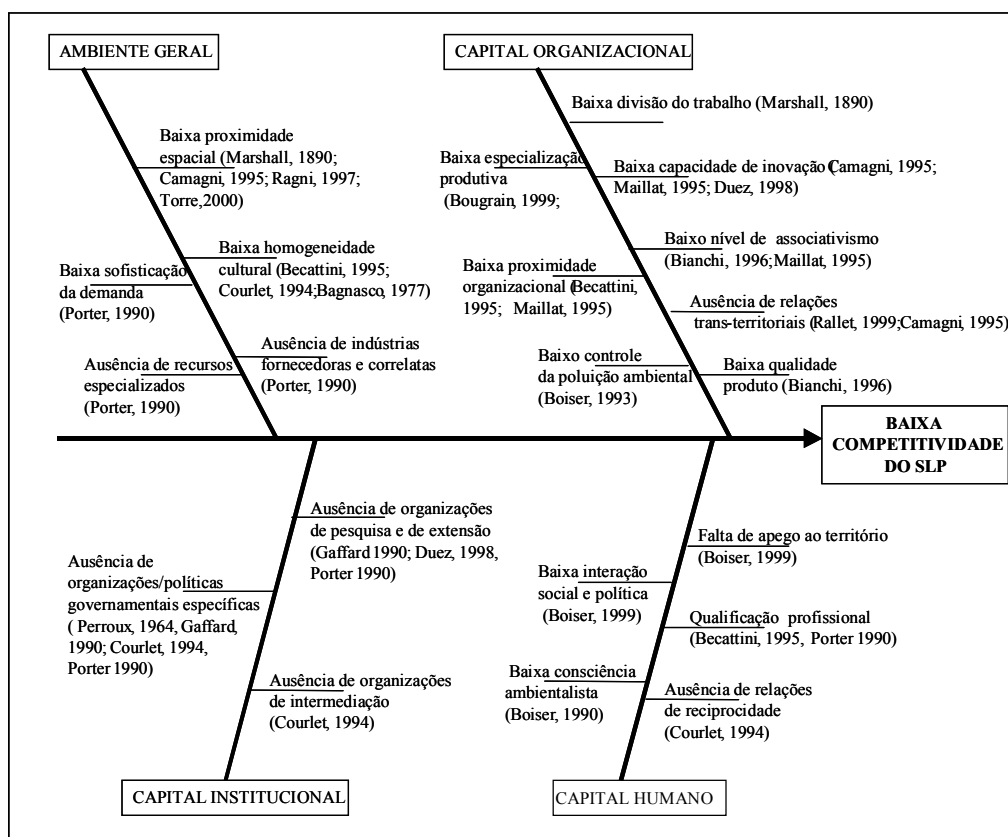 AMBIENTE GERAL
Baixa proximidade
espacial (Marshall, 1890;
Camagni, 1995; Ragni, 1997;
Torre,2000)
Baixa sofisticação
da demanda
(Porter, 1990)
Baixa homogeneidade
cultural (Becattini, 1995;
Courlet, 1994;Bagnasco, 1977)
Ausência de recursos
especializados
(Porter, 1990)
Ausência de indústrias
fornecedoras e correlatas
(Porter, 1990)
CAPITAL ORGANIZACIONAL
Baixa divisão do trabalho (Marshall, 1890)
Baixa especialização
produtiva
(Bougrain, 1999;
Baixa capacidade de inovação (Camagni, 1995;
Maillat, 1995; Duez, 1998)
Baixo nível de associativismo
(Bianchi, 1996;Maillat, 1995)
Baixa proximidade
organizacional (Becattini,
1995; Maillat, 1995)
Ausência de relações
trans-territoriais (Rallet, 1999;Camagni, 1995)
Baixo controle
da poluição ambiental
(Boiser, 1993)
Baixa qualidade
produto (Bianchi, 1996)
BAIXA
COMPETITIVIDADE
DO SLP
Ausência de organizações
de pesquisa e de extensão
(Gaffard 1990; Duez, 1998,
Porter 1990)
Ausência de
organizações/políticas
governamentais específicas
( Perroux, 1964, Gaffard,
1990; Courlet, 1994,
Porter 1990)
Ausência de organizações
de intermediação
(Courlet, 1994)
CAPITAL INSTITUCIONAL
Falta de apego ao território
(Boiser, 1999)
Baixa interação
social e política
(Boiser, 1999)
Qualificação profissional
(Becattini, 1995, Porter 1990)
Baixa consciência
ambientalista
(Boiser, 1990)
Ausência de relações
de reciprocidade
(Courlet, 1994)
CAPITAL HUMANO